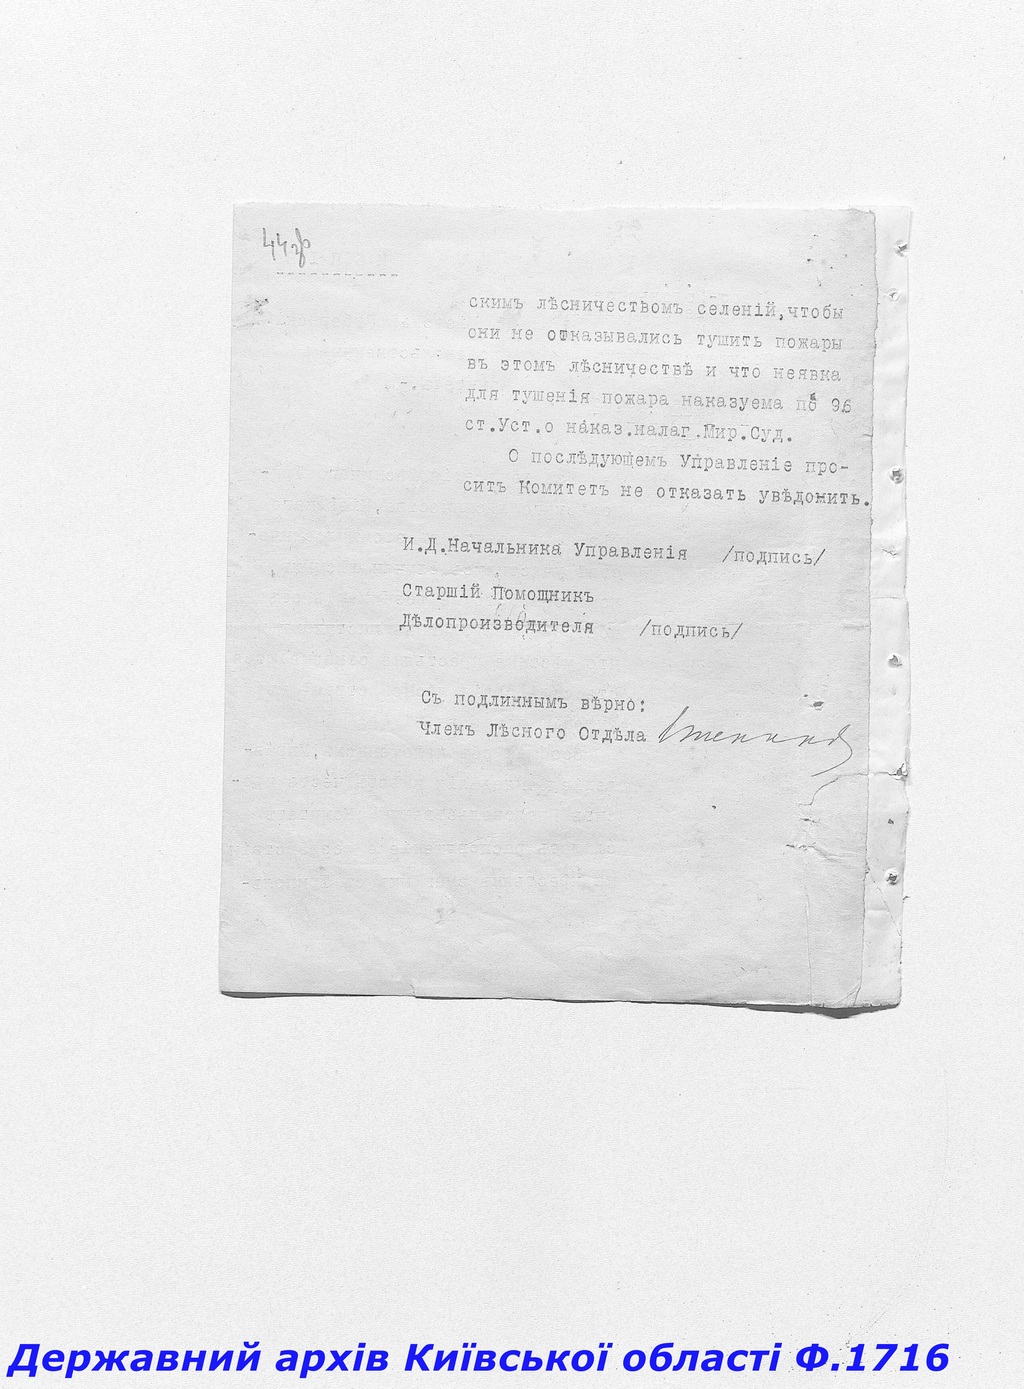 скимъ лѣсничествомъ селеній,чтобы
они не отказывались тушить пожары
въ этомъ лѣсничествѣ и что неявка
для тушенія пожара наказуема по 96
ст.Уст.о наказ.налаг.Мир.Суд.
О послѣдующемъ Управленіе про-
ситъ Комитетъ не отказать увѣдомить.
И.Д.Начальника Управленія /подпись/
Старшій Помощникъ
Дѣлопроизводителя /подпись/
Съ подлиннымъ вѣрно:
Членъ Лѣсного Отдѣла
Державний архів Київської області Ф.1716